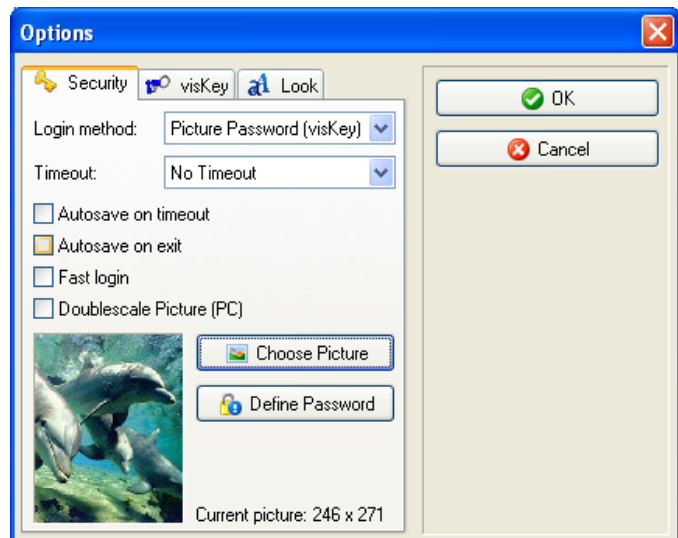 Options
Security visKey Look
Login method: Picture Password (visKey)
Timeout: No Timeout
Autosave on timeout
Autosave on exit
Fast login
Doublescale Picture (PC)
Choose Picture
Define Password
Current picture: 246 x 271
OK
Cancel